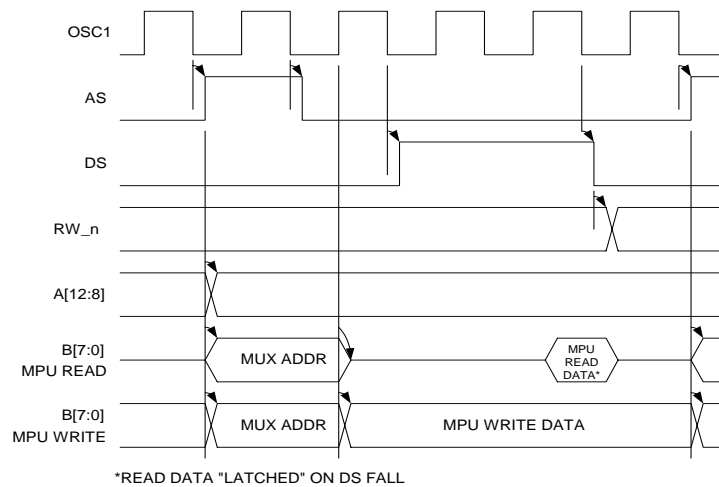 OSC1
AS
DS
RW_n
A[12:8]
B[7:0]
MPU READ
MUX ADDR
MPU
READ
DATA*
B[7:0]
MPU WRITE
MUX ADDR
MPU WRITE DATA
*READ DATA "LATCHED" ON DS FALL